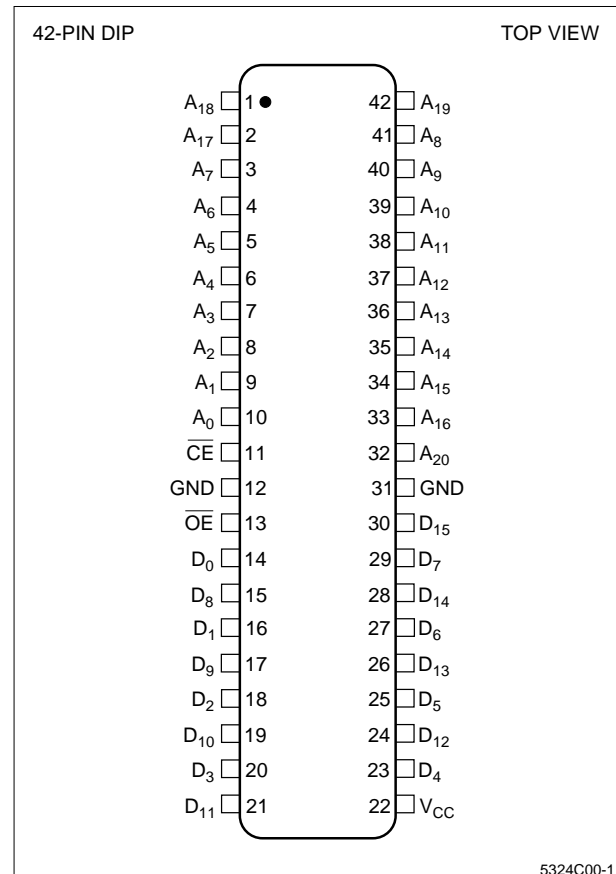 42-PIN DIP TOP VIEW
A18 1 42 A19
A17 2 41 A8
A7 3 40 A9
A6 4 39 A10
A5 5 38 A11
A4 6 37 A12
A3 7 36 A13
A2 8 35 A14
A1 9 34 A15
A0 10 33 A16
CE 11 32 A20
GND 12 31 GND
OE 13 30 D15
D0 14 29 D7
D8 15 28 D14
D1 16 27 D6
D9 17 26 D13
D2 18 25 D5
D10 19 24 D12
D3 20 23 D4
D11 21 22 VCC
5324C00-1